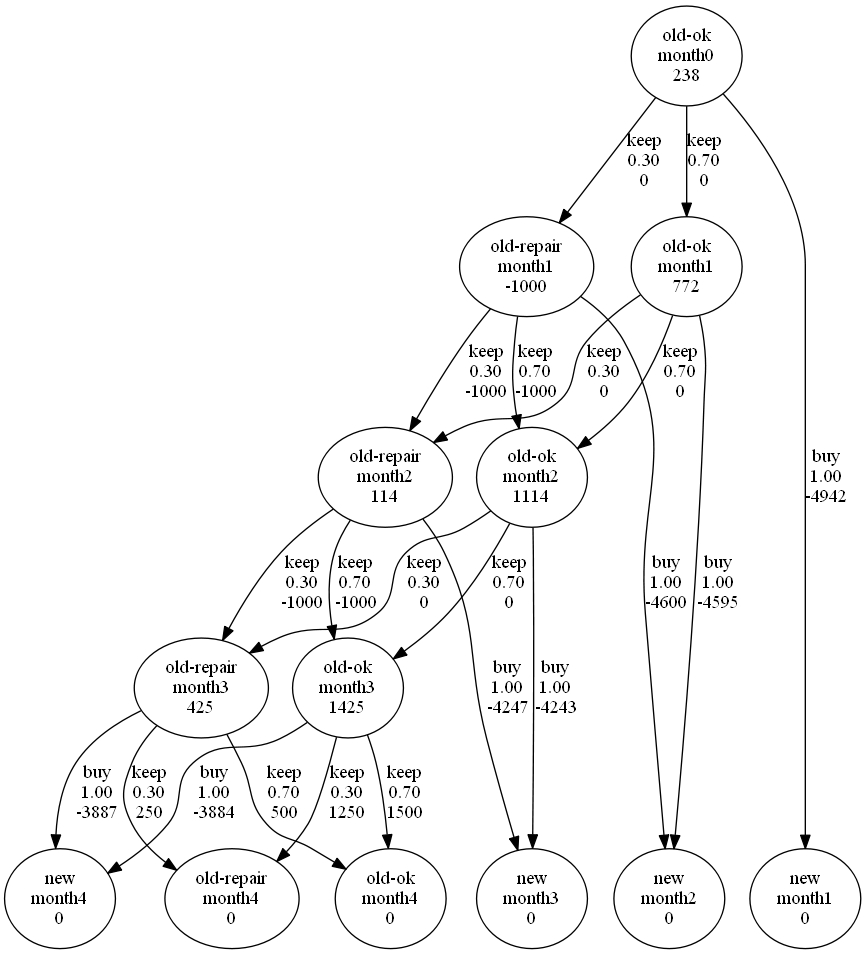 old-ok
month0
238
keep
0.30
0
keep
0.70
0
old-repair
month1
-1000
old-ok
month1
772
keep
0.30
-1000
keep
0.70
-1000
keep
0.30
0
keep
0.70
0
buy
1.00
-4942
old-repair
month2
114
old-ok
month2
1114
keep
0.30
-1000
keep
0.70
-1000
keep
0.30
0
keep
0.70
0
buy
1.00
-4600
buy
1.00
-4595
old-repair
month3
425
old-ok
month3
1425
buy
1.00
-4247
buy
1.00
-4243
buy
1.00
-3887
keep
0.30
250
buy
1.00
-3884
keep
0.70
500
keep
0.30
1250
keep
0.70
1500
new
month4
0
old-repair
month4
0
old-ok
month4
0
new
month3
0
new
month2
0
new
month1
0